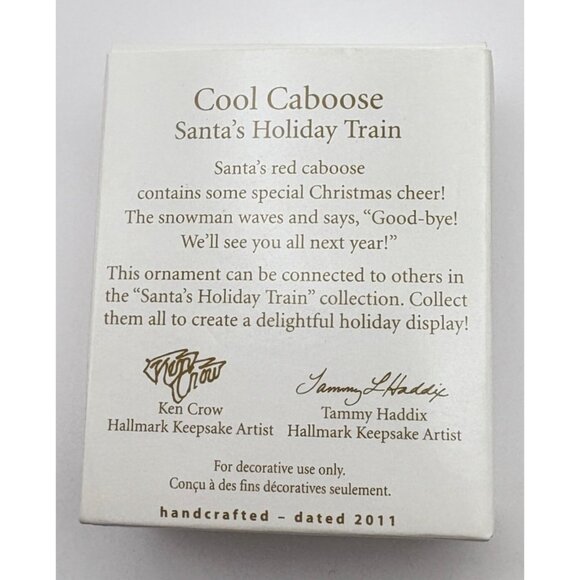 Cool Caboose
Santa's Holiday Train
Santa's red caboose
contains some special Christmas cheer!
The snowman waves and says, “Good-bye!
We'll see you all next year!”
This ornament can be connected to others in
the “Santa's Holiday Train” collection. Collect
them all to create a delightful holiday display!
Ken Crow Tammy L Haddix
Ken Crow Tammy Haddix
Hallmark Keepsake Artist Hallmark Keepsake Artist
For decorative use only.
Conçu à des fins décoratives seulement.
handcrafted – dated 2011